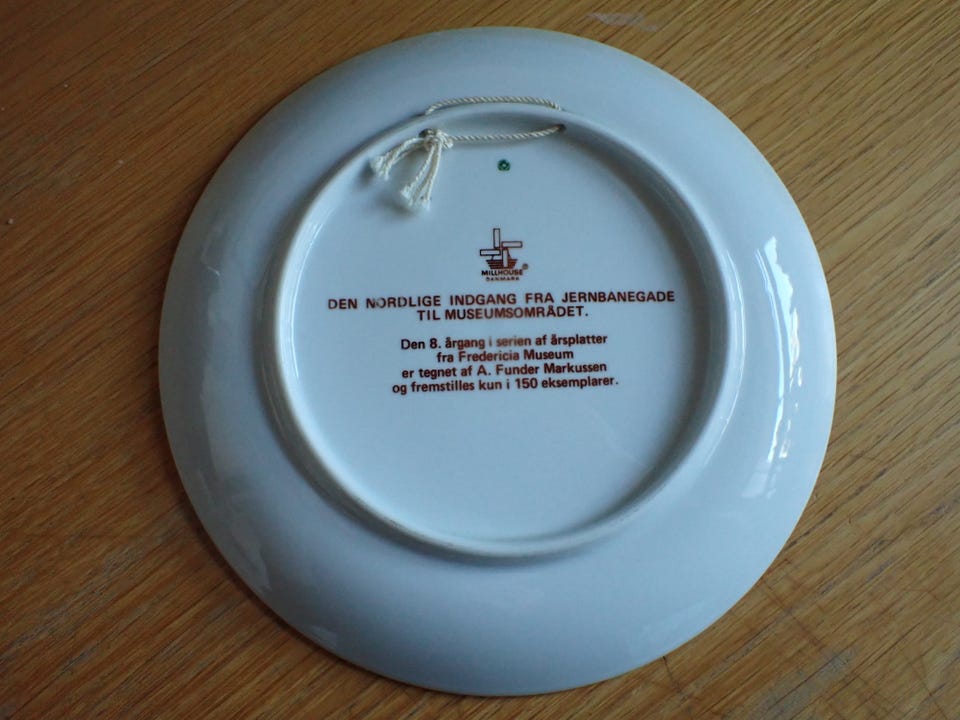 MILLHOUSE®
DANMARK
DEN NORDLIGE INDGANG FRA JERNBANEGADE
TIL MUSEUMSOMRÅDET.
Den 8. årgang i serien af årsplatter
fra Fredericia Museum
er tegnet af A. Funder Markussen
og fremstilles kun i 150 eksemplarer.